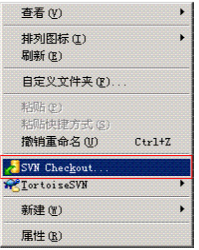 查看(V)
排列图标(I)
刷新(E)
自定义文件夹(F)...
粘贴(P)
粘贴快捷方式(S)
撤销重命名(U) Ctrl+Z
SVN Checkout...
TortoiseSVN
新建(W)
属性(R)